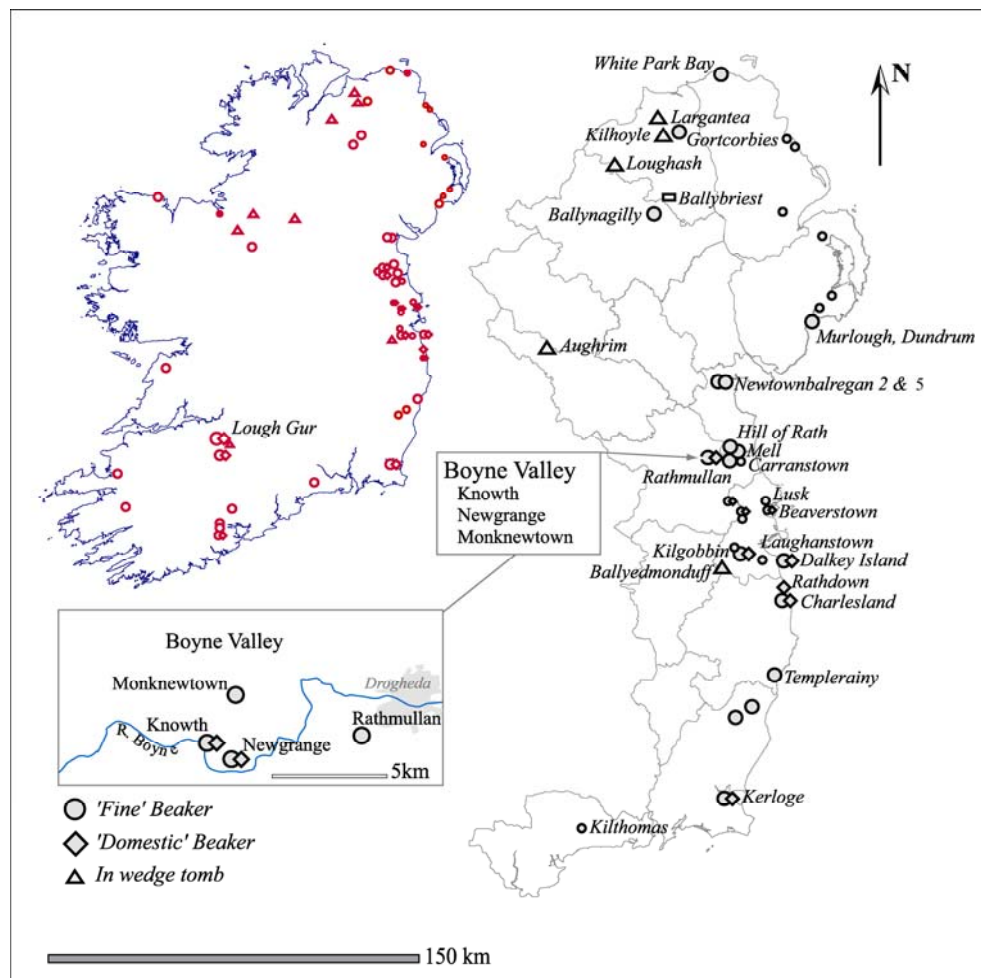 White Park Bay
N
Largantea
Kilhoyle
Gortcorbies
Loughash
Ballybriest
Ballynagilly
Murlough, Dundrum
Aughrim
Newtownbalregan 2 & 5
Lough Gur
Hill of Rath
Mell
Carranstown
Rathmullan
Boyne Valley
Knowth
Newgrange
Monknewtown
Lusk
Beaverstown
Laughanstown
Kilgobbin
Dalkey Island
Ballyedmonduff
Rathdown
Charlesland
Templerainy
Boyne Valley
Monknewtown
Drogheda
Rathmullan
Knowth
R. Boyne
Newgrange
5km
Kerloge
Kilthomas
'Fine' Beaker
'Domestic' Beaker
In wedge tomb
150 km